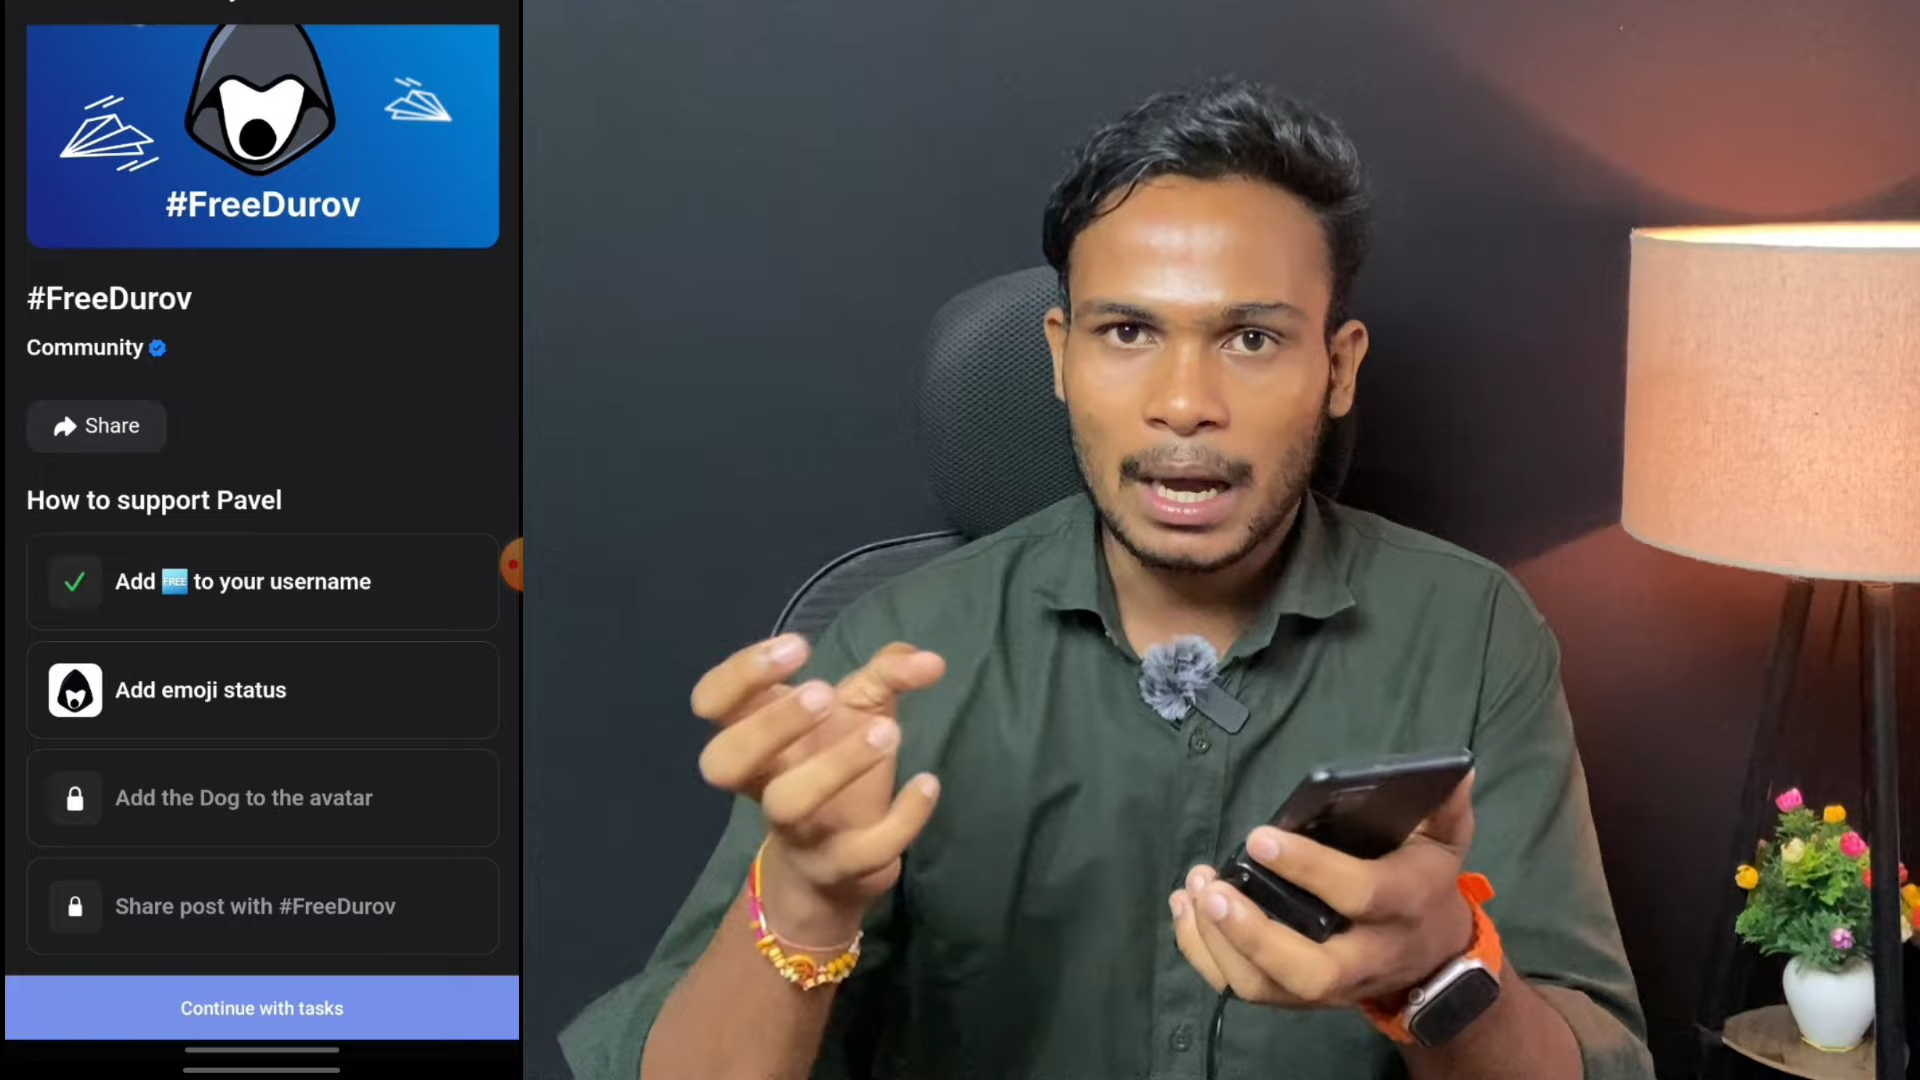 #FreeDurov
#FreeDurov
Community
Share
How to support Pavel
Add FREE to your username
Add emoji status
Add the Dog to the avatar
Share post with #FreeDurov
Continue with tasks